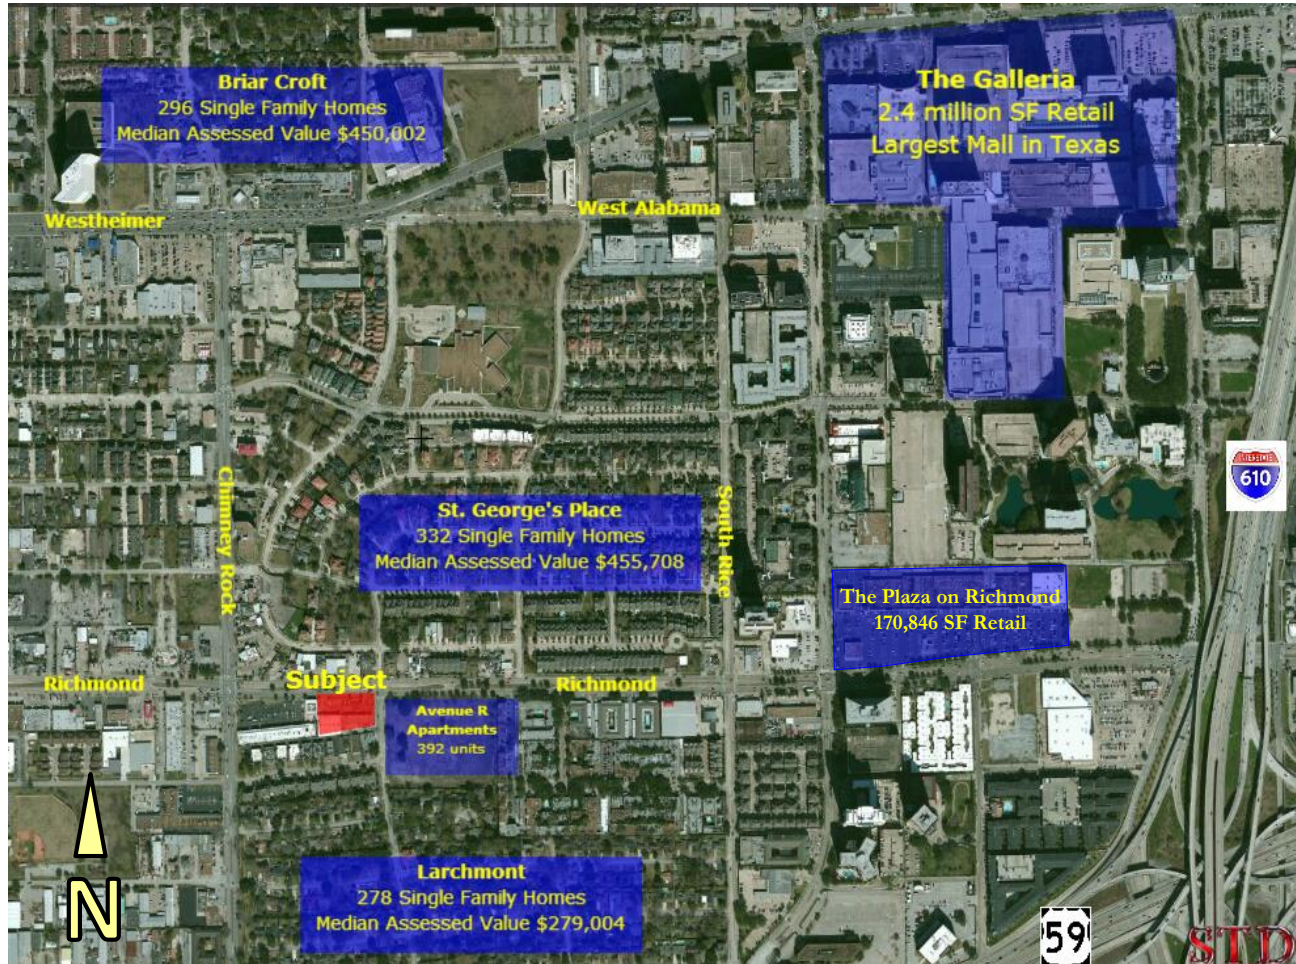 Briar Croft
296 Single Family Homes
Median Assessed Value $450,002
The Galleria
2.4 million SF Retail
Largest Mall in Texas
Westheimer
West Alabama
Chimney Rock
South Rice
INTERSTATE
610
St. George's Place
332 Single Family Homes
Median Assessed Value $455,708
The Plaza on Richmond
170,846 SF Retail
Richmond
Subject
Richmond
Avenue R
Apartments
392 units
N
Larchmont
278 Single Family Homes
Median Assessed Value $279,004
59
STD